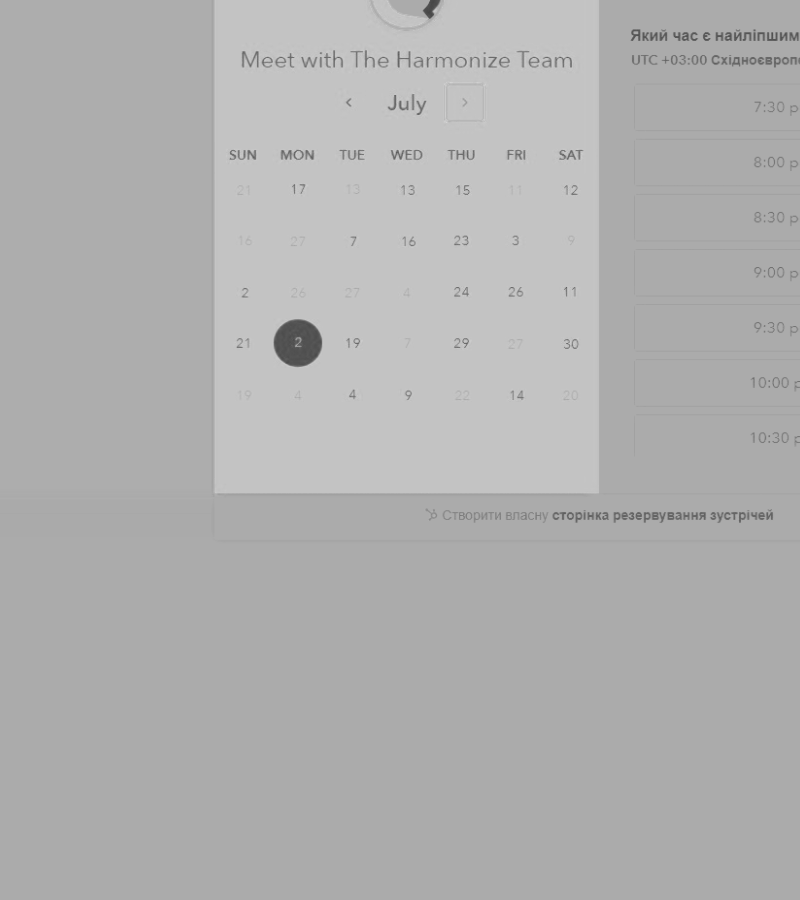 Meet with The Harmonize Team
July
SUN MON TUE WED THU FRI SAT
21 17 13 13 15 11 12
16 27 7 16 23 3 9
2 26 27 4 24 26 11
21 2 19 7 29 27 30
19 4 4 9 22 14 20
Який час є найліпшим
UTC +03:00
7:30 p
8:00 p
8:30 p
9:00 p
9:30 p
10:00 p
10:30 p
Створити власну сторінка резервування зустрічей